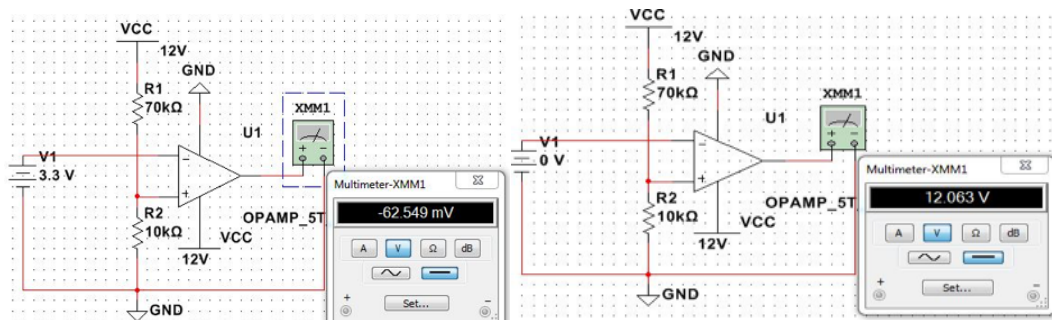 VCC
12V
GND
R1
70kΩ
XMM1
U1
V1
3.3 V
R2
10kΩ
OPAMP_5T
VCC
12V
GND
Multimeter-XMM1
-62.549 mV
A V Ω dB
Set...
+ -
VCC
12V
GND
R1
70kΩ
XMM1
U1
V1
0 V
R2
10kΩ
OPAMP_5T
VCC
12V
GND
Multimeter-XMM1
12.063 V
A V Ω dB
Set...
+ -